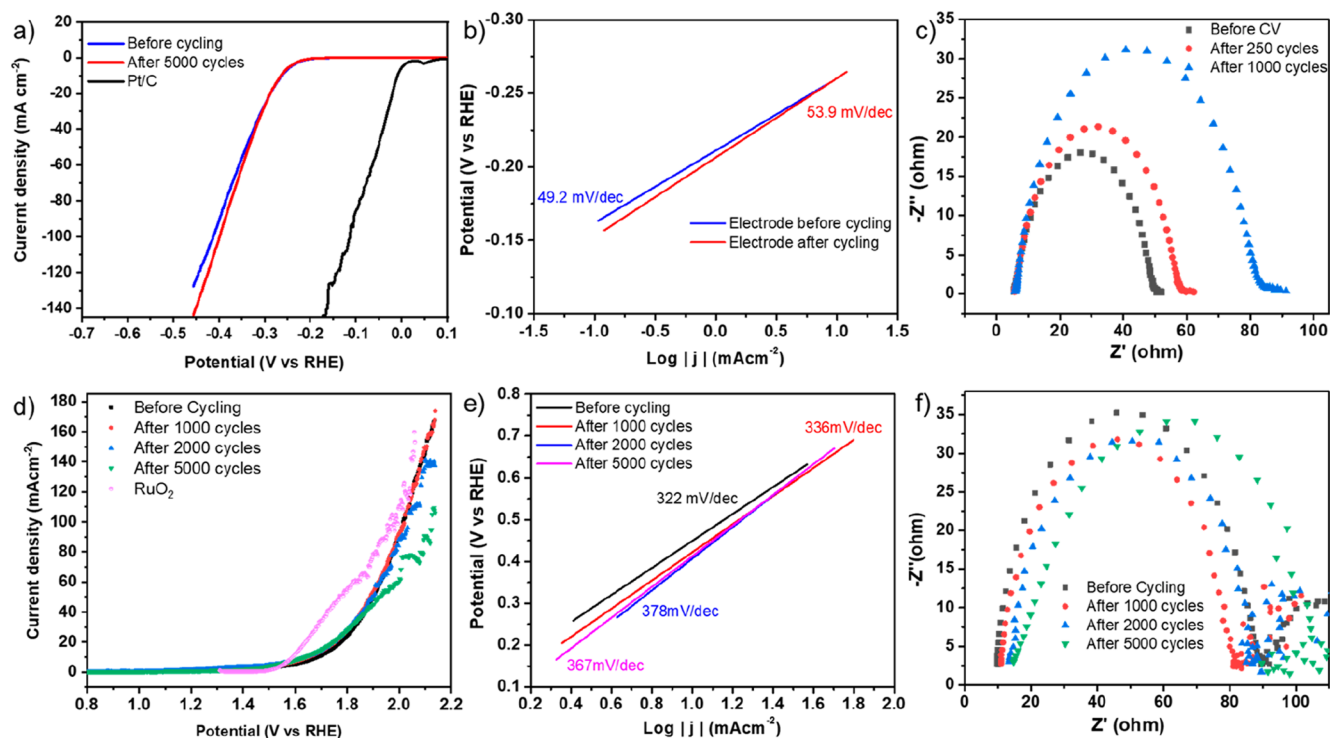 a)
20
0
-20
-40
-60
-80
-100
-120
-140
-0.7
-0.6
-0.5
-0.4
-0.3
-0.2
-0.1
0.0
0.1
Curernt density (mA cm-2)
Potential (V vs RHE)
Before cycling
After 5000 cycles
Pt/C
b)
-0.30
-0.25
-0.20
-0.15
-0.10
-1.5
-1.0
-0.5
0.0
0.5
1.0
1.5
Potential (V vs RHE)
Log | j | (mAcm-2)
53.9 mV/dec
49.2 mV/dec
Electrode before cycling
Electrode after cycling
c)
35
30
25
20
15
10
5
0
0
20
40
60
80
100
-Z'' (ohm)
Z' (ohm)
Before CV
After 250 cycles
After 1000 cycles
d)
180
160
140
120
100
80
60
40
20
0
0.8
1.0
1.2
1.4
1.6
1.8
2.0
2.2
Current density (mAcm-2)
Potential (V vs RHE)
Before Cycling
After 1000 cycles
After 2000 cycles
After 5000 cycles
RuO2
e)
0.8
0.7
0.6
0.5
0.4
0.3
0.2
0.1
0.0
0.2
0.4
0.6
0.8
1.0
1.2
1.4
1.6
1.8
2.0
Potential (V vs RHE)
Log | j | (mAcm-2)
Before cycling
After 1000 cycles
After 2000 cycles
After 5000 cycles
336mV/dec
322 mV/dec
378mV/dec
367mV/dec
f)
35
30
25
20
15
10
5
0
0
20
40
60
80
100
-Z''(ohm)
Z' (ohm)
Before Cycling
After 1000 cycles
After 2000 cycles
After 5000 cycles